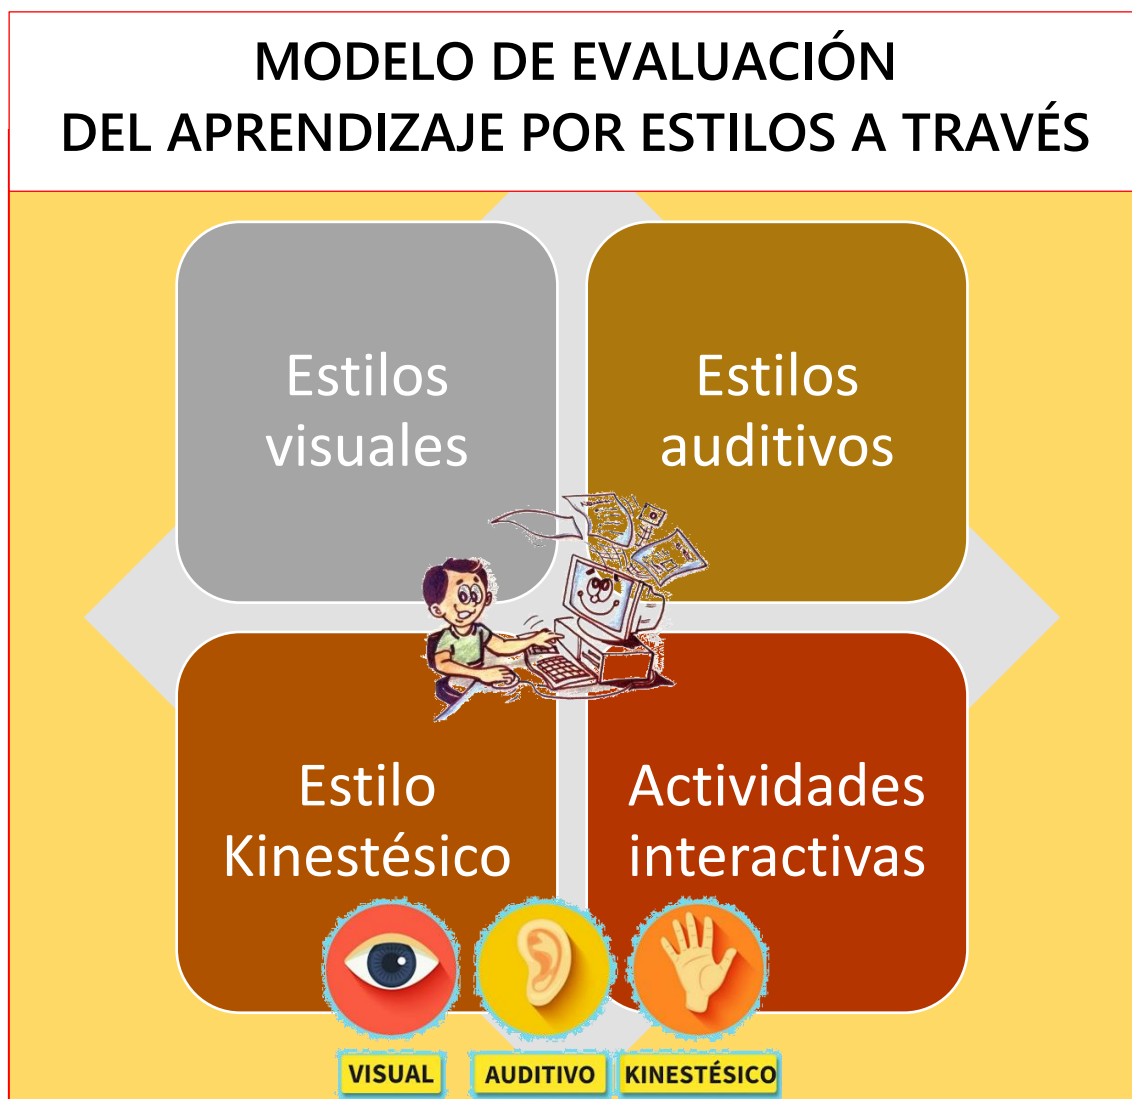 MODELO DE EVALUACIÓN
DEL APRENDIZAJE POR ESTILOS A TRAVÉS
Estilos
visuales
Estilos
auditivos
Estilo
Kinestésico
Actividades
interactivas
VISUAL
AUDITIVO
KINESTÉSICO